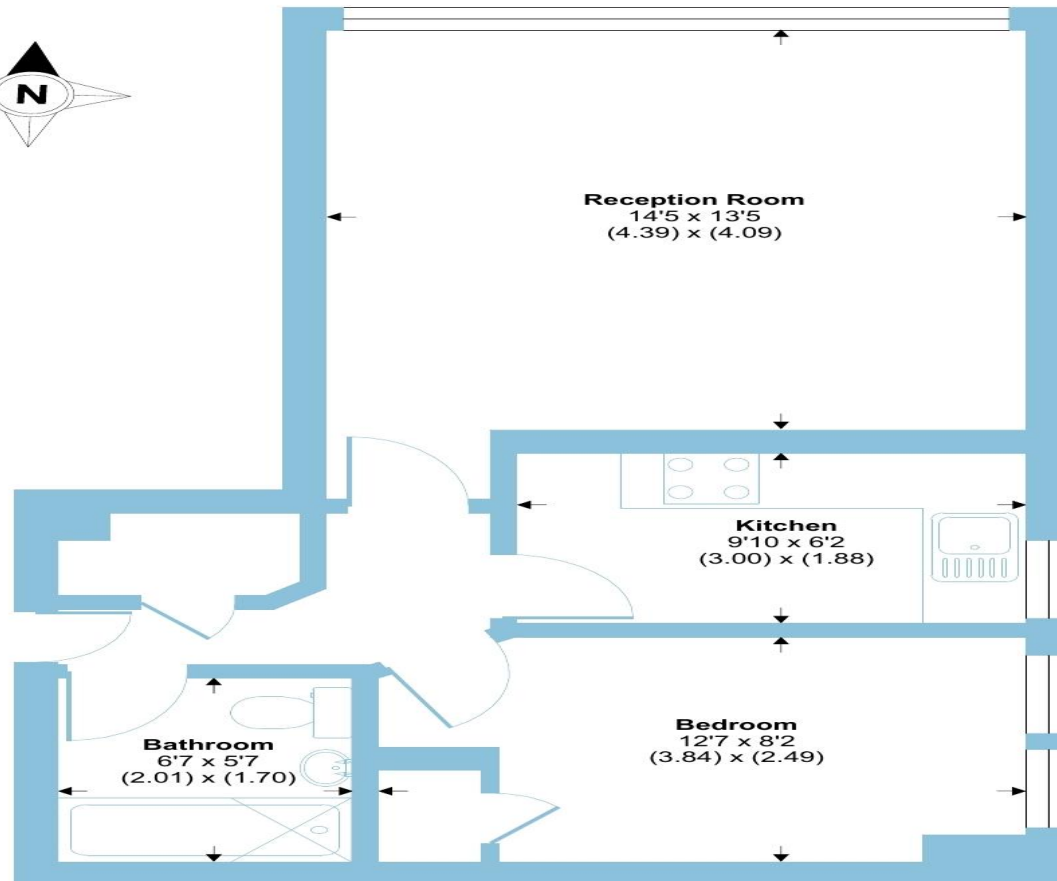 N
Reception Room
14'5 x 13'5
(4.39) x (4.09)
Kitchen
9'10 x 6'2
(3.00) x (1.88)
Bedroom
12'7 x 8'2
(3.84) x (2.49)
Bathroom
6'7 x 5'7
(2.01) x (1.70)